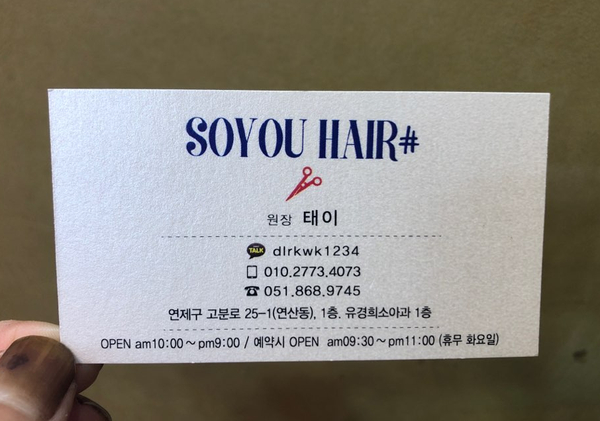 SOYOU HAIR#
원장 태이
TALK dlrkwk1234
010.2773.4073
051.868.9745
연제구 고분로 25-1(연산동), 1층. 유경희소아과 1층
OPEN am10:00~pm9:00 / 예약시 OPEN am09:30~pm11:00 (휴무 화요일)